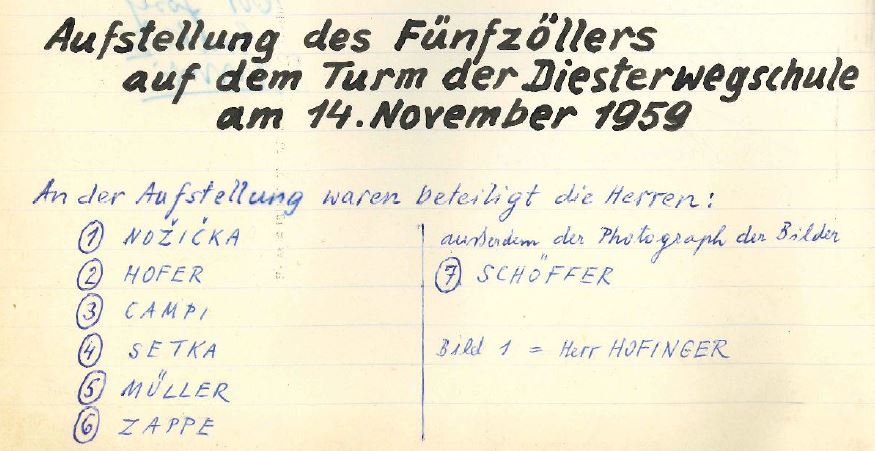 Aufstellung des Fünfzöllers
auf dem Turm der Diesterwegschule
am 14. November 1959
An der Aufstellung waren beteiligt die Herren:
1 NOŽIČKA
2 HOFER
3 CAMPI
4 SETKA
5 MÜLLER
6 ZAPPE
außerdem der Photograph der Bilder
7 SCHÖFFER
Bild 1 = Herr HOFINGER